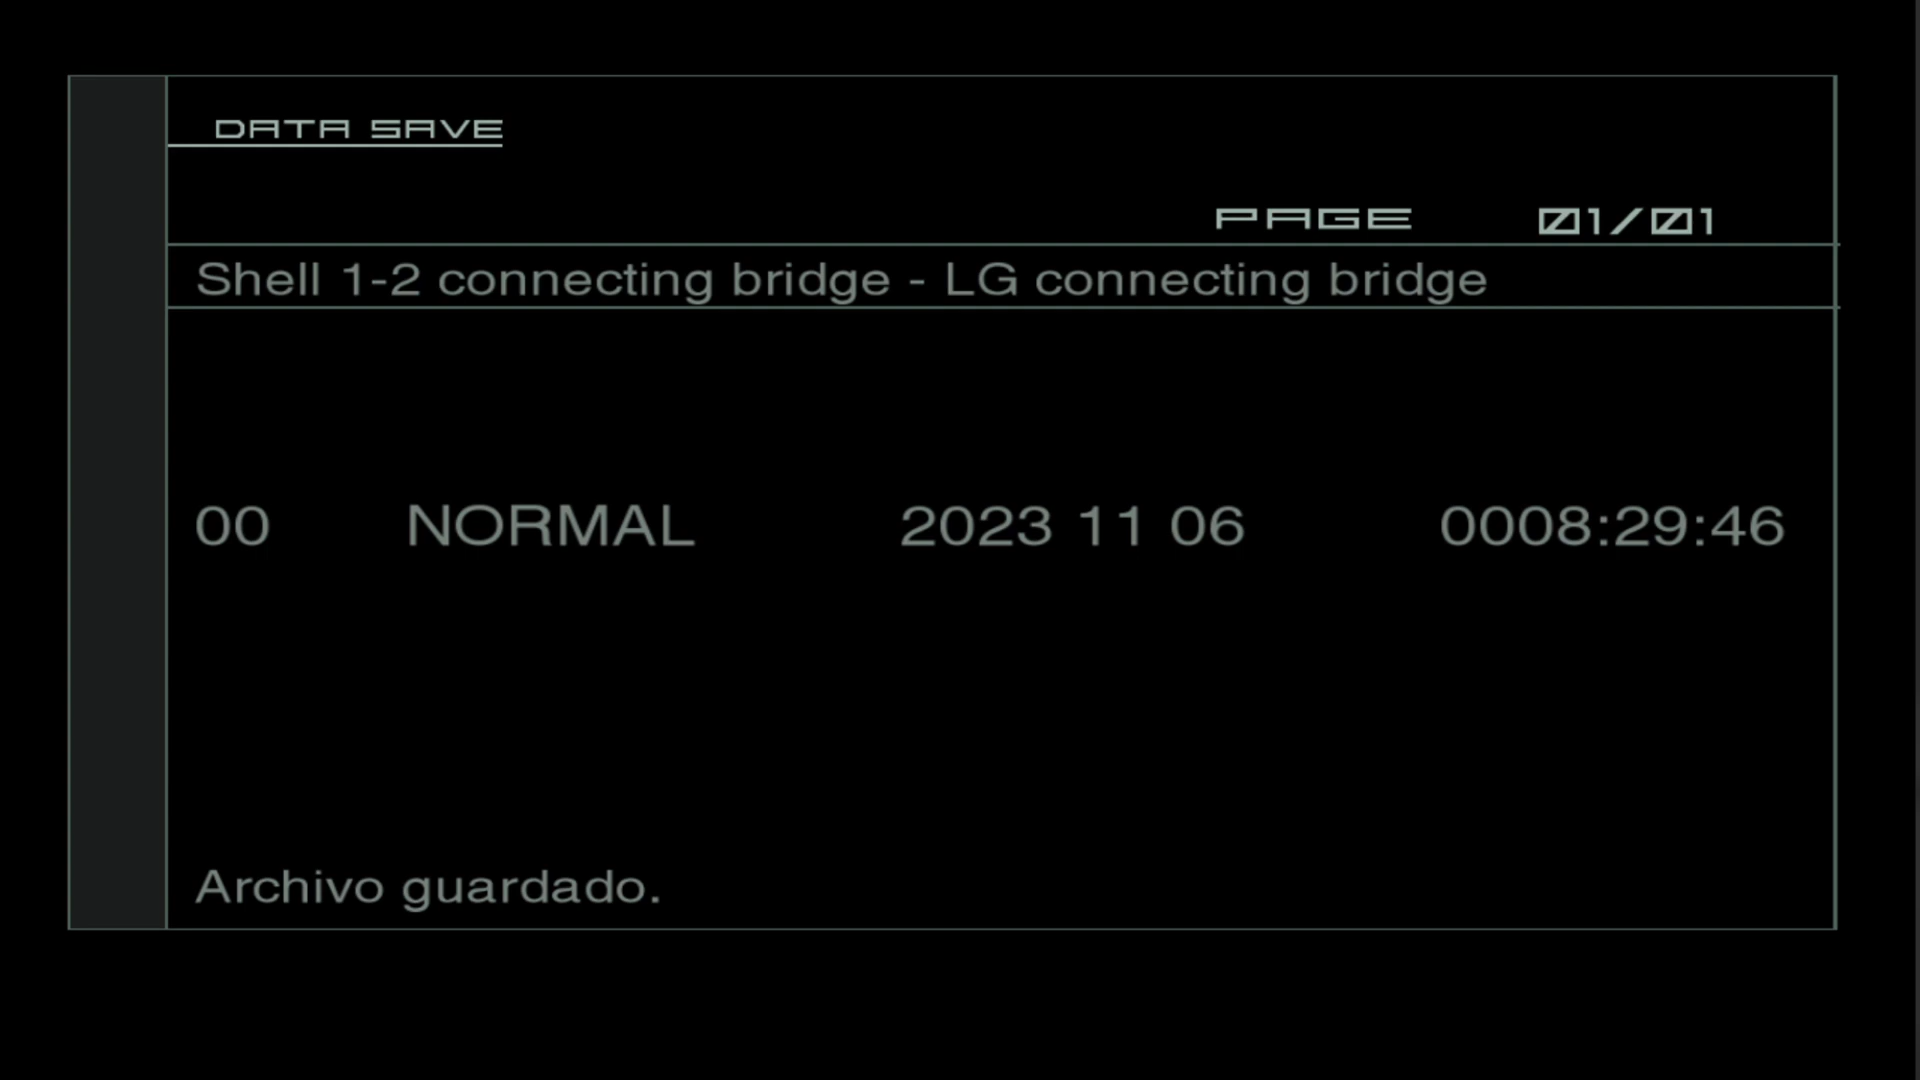 DATA SAVE
PAGE 01/01
Shell 1-2 connecting bridge - LG connecting bridge
00 NORMAL 2023 11 06 0008:29:46
Archivo guardado.